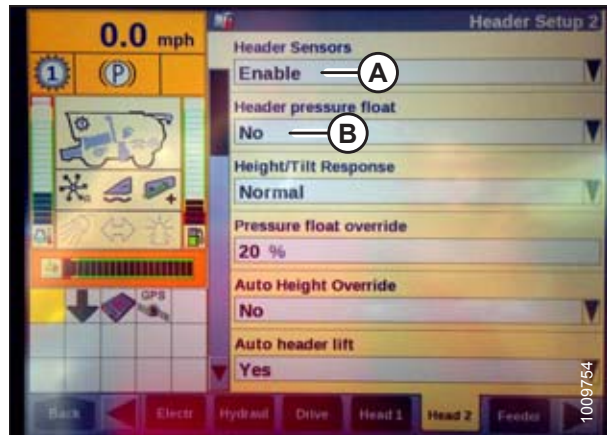 0.0 mph
1
(P)
GPS
Header Setup 2
Header Sensors
Enable
A
Header pressure float
No
B
Height/Tilt Response
Normal
Pressure float override
20 %
Auto Height Override
No
Auto header lift
Yes
Back
Electr
Hydraul
Drive
Head 1
Head 2
Feeder
1009754